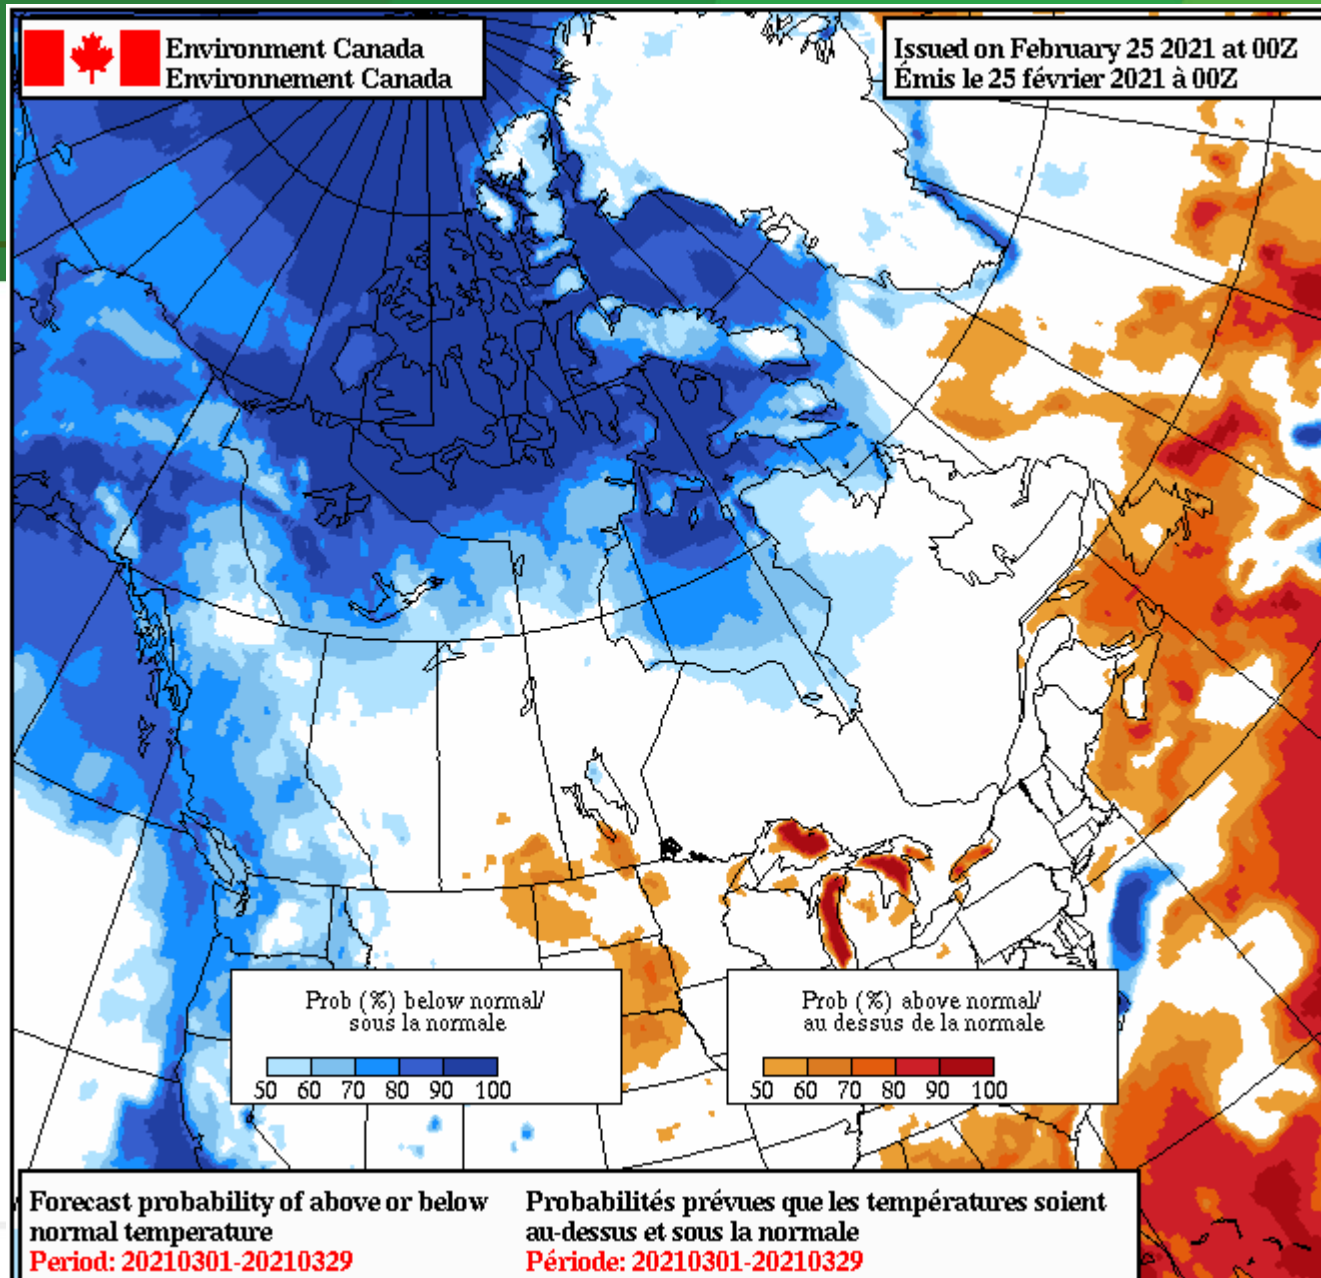 Environment Canada
Environnement Canada
Issued on February 25 2021 at 00Z
Émis le 25 février 2021 à 00Z
Prob (%) below normal/
sous la normale
50 60 70 80 90 100
Prob (%) above normal/
au dessus de la normale
50 60 70 80 90 100
Forecast probability of above or below
normal temperature
Period: 20210301-20210329
Probabilités prévues que les températures soient
au-dessus et sous la normale
Période: 20210301-20210329